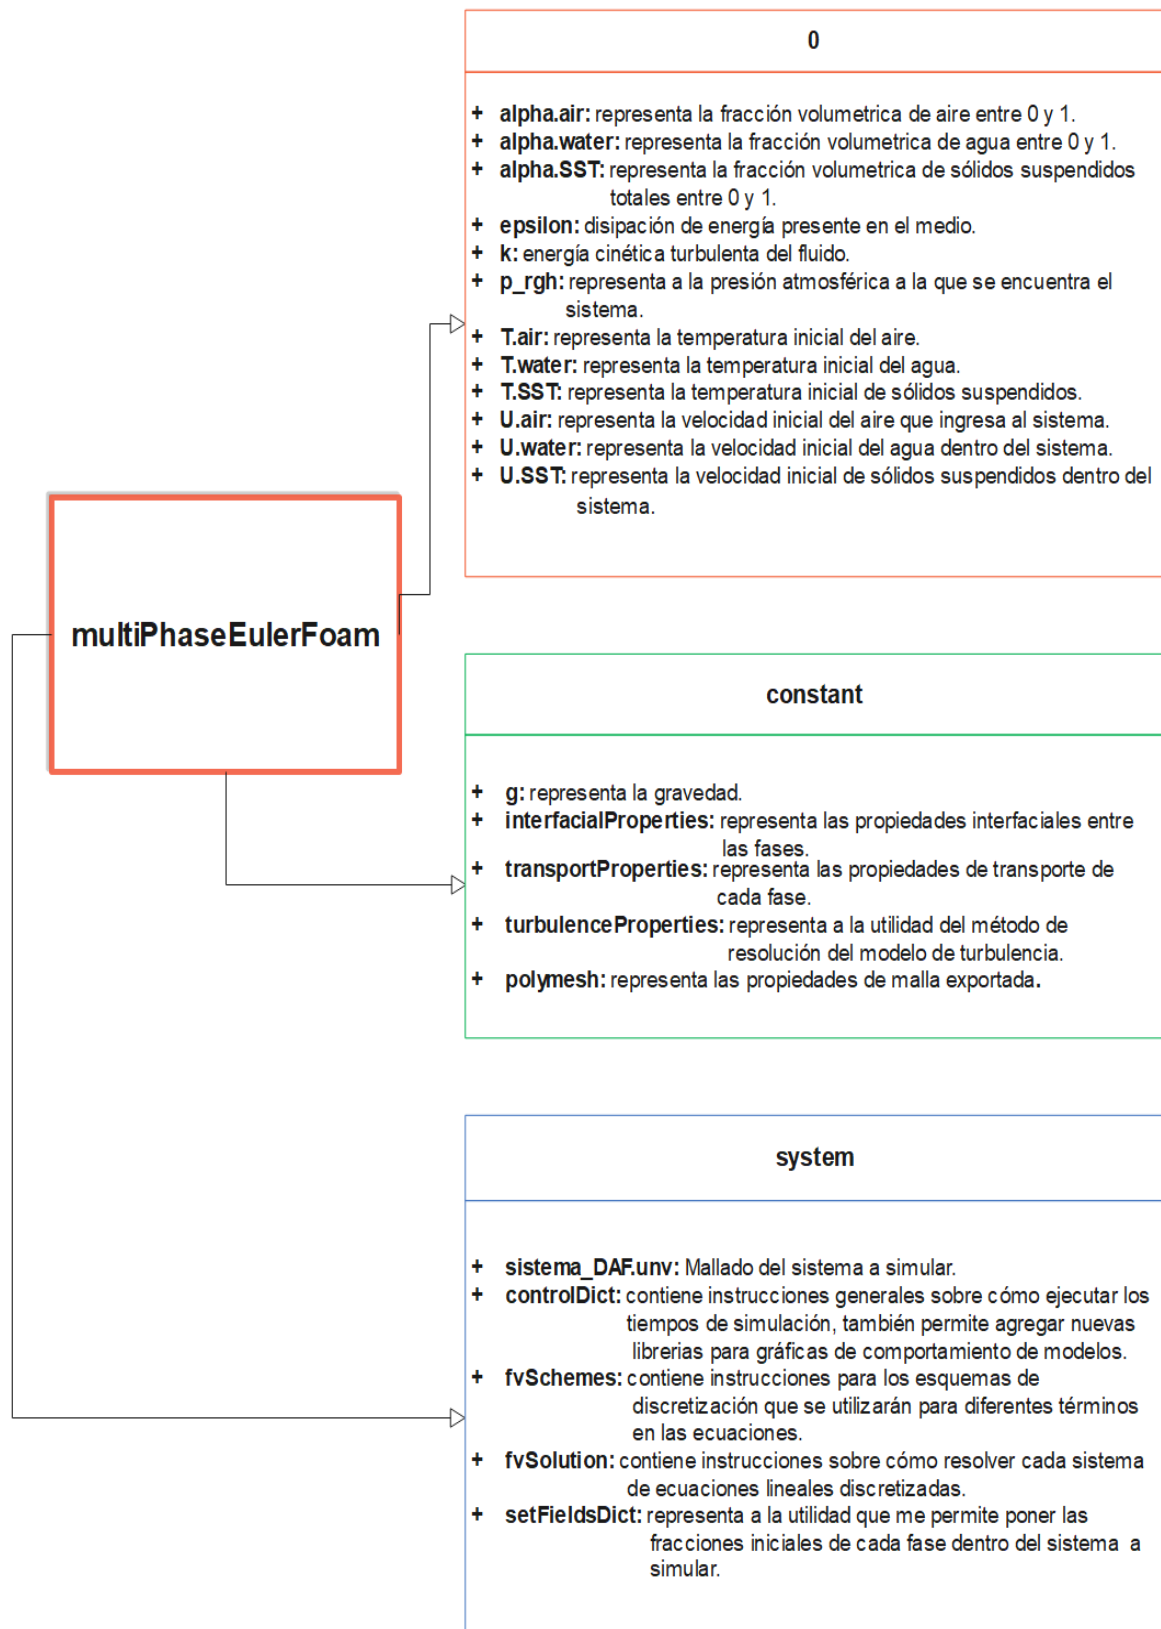 0
+ alpha.air: representa la fracción volumetrica de aire entre 0 y 1.
+ alpha.water: representa la fracción volumetrica de agua entre 0 y 1.
+ alpha.SST: representa la fracción volumetrica de sólidos suspendidos
totales entre 0 y 1.
+ epsilon: disipación de energía presente en el medio.
+ k: energía cinética turbulenta del fluido.
+ p_rgh: representa a la presión atmosférica a la que se encuentra el
sistema.
+ T.air: representa la temperatura inicial del aire.
+ T.water: representa la temperatura inicial del agua.
+ T.SST: representa la temperatura inicial de sólidos suspendidos.
+ U.air: representa la velocidad inicial del aire que ingresa al sistema.
+ U.water: representa la velocidad inicial del agua dentro del sistema.
+ U.SST: representa la velocidad inicial de sólidos suspendidos dentro del
sistema.
multiPhaseEulerFoam
constant
+ g: representa la gravedad.
+ interfacialProperties: representa las propiedades interfaciales entre
las fases.
+ transportProperties: representa las propiedades de transporte de
cada fase.
+ turbulenceProperties: representa a la utilidad del método de
resolución del modelo de turbulencia.
+ polymesh: representa las propiedades de malla exportada.
system
+ sistema_DAF.unv: Mallado del sistema a simular.
+ controlDict: contiene instrucciones generales sobre cómo ejecutar los
tiempos de simulación, también permite agregar nuevas
librerias para gráficas de comportamiento de modelos.
+ fvSchemes: contiene instrucciones para los esquemas de
discretización que se utilizarán para diferentes términos
en las ecuaciones.
+ fvSolution: contiene instrucciones sobre cómo resolver cada sistema
de ecuaciones lineales discretizadas.
+ setFieldsDict: representa a la utilidad que me permite poner las
fracciones iniciales de cada fase dentro del sistema a
simular.